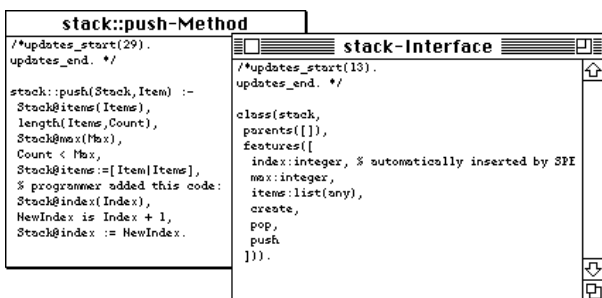 stack::push-Method
/*updates_start(29).
updates_end. */
stack::push(Stack,Item) :-
Stack@items(Items),
length(Items,Count),
Stack@max(Max),
Count < Max,
Stack@items:=[Item|Items],
% programmer added this code:
Stack@index(Index),
NewIndex is Index + 1,
Stack@index := NewIndex.
stack-Interface
/*updates_start(13).
updates_end. */
class(stack,
parents([]),
features([
index:integer, % automatically inserted by SPE
max:integer,
items:list(any),
create,
pop,
push
])).